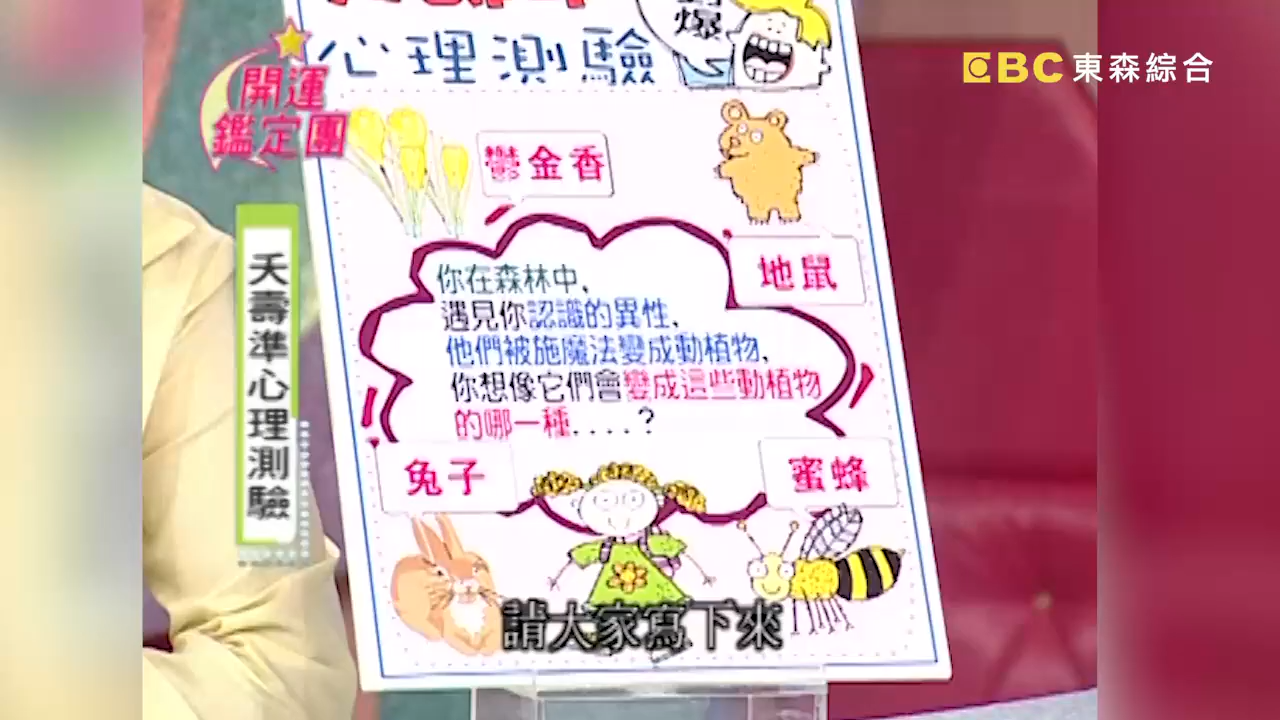 爆
心理測驗
EBC 東森綜合
開運
鑑定團
鬱金香
地鼠
你在森林中,
遇見你認識的異性,
他們被施魔法變成動植物,
你想像它們會變成這些動植物
的哪一種....?
夭壽準心理測驗
兔子
蜜蜂
請大家寫下來